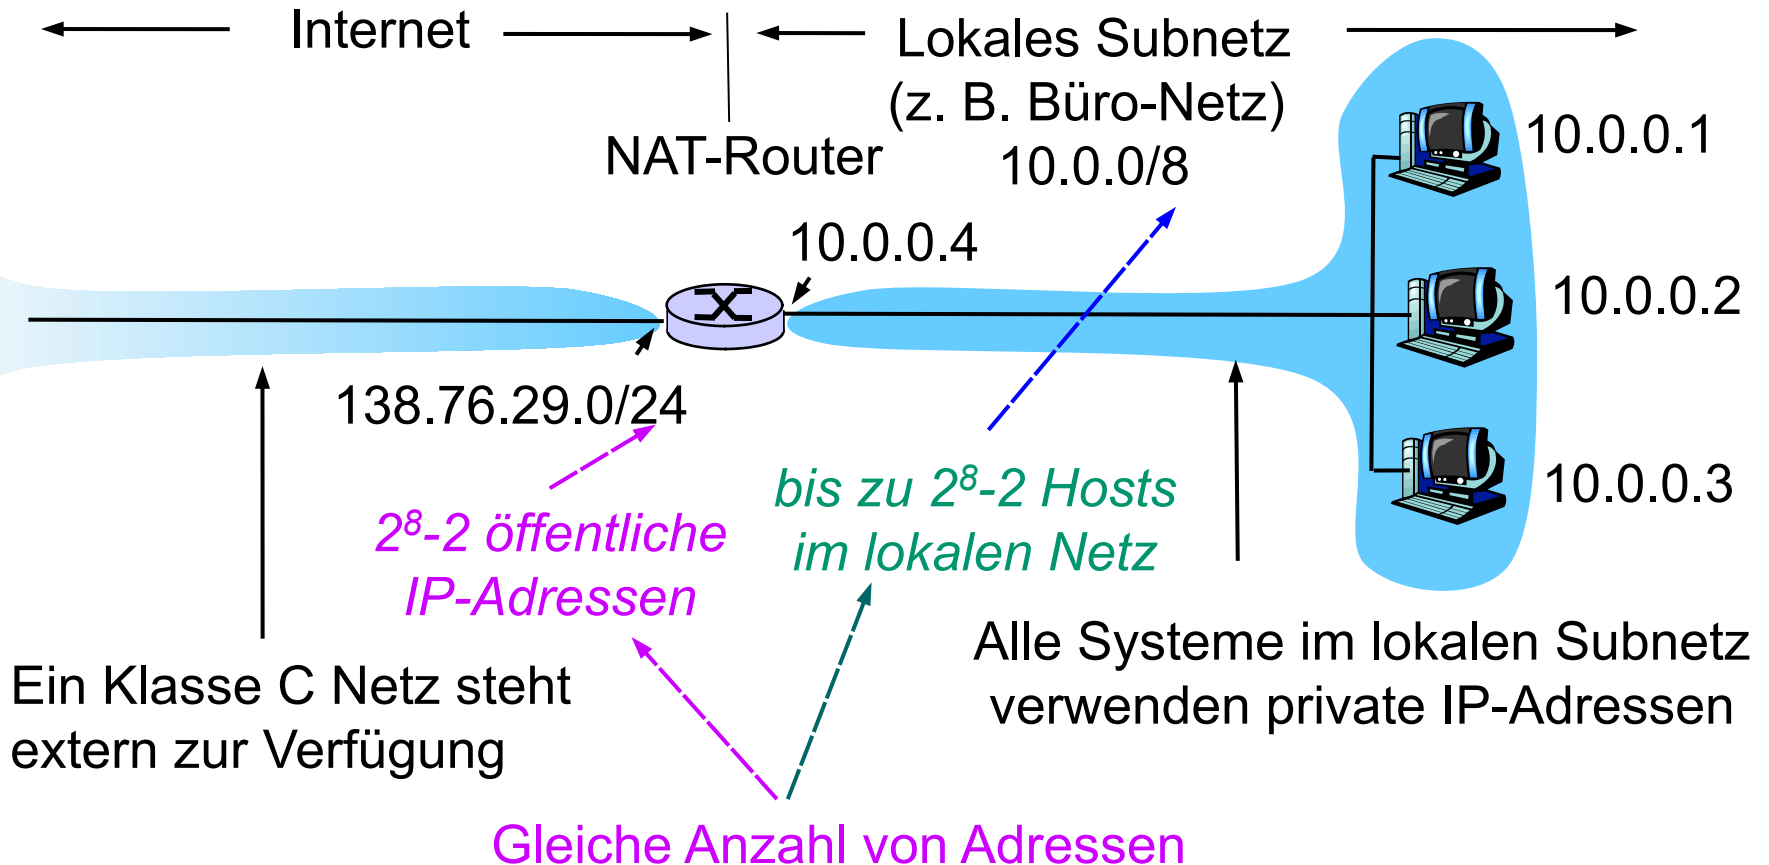 Internet
Lokales Subnetz
(z. B. Büro-Netz)
10.0.0/8
NAT-Router
10.0.0.1
10.0.0.4
10.0.0.2
138.76.29.0/24
10.0.0.3
2⁸-2 öffentliche
IP-Adressen
bis zu 2⁸-2 Hosts
im lokalen Netz
Ein Klasse C Netz steht
extern zur Verfügung
Alle Systeme im lokalen Subnetz
verwenden private IP-Adressen
Gleiche Anzahl von Adressen